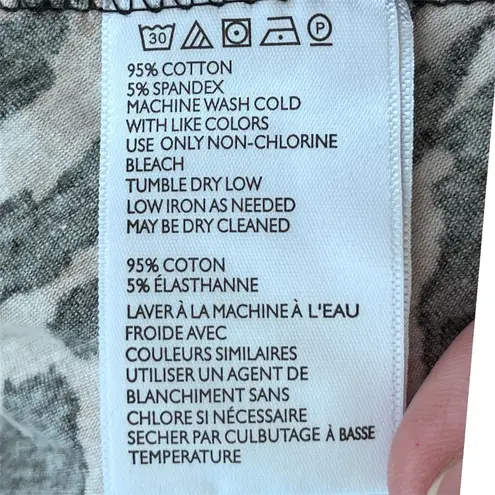 30 P
95% COTTON
5% SPANDEX
MACHINE WASH COLD
WITH LIKE COLORS
USE ONLY NON-CHLORINE
BLEACH
TUMBLE DRY LOW
LOW IRON AS NEEDED
MAY BE DRY CLEANED
95% COTON
5% ÉLASTHANNE
LAVER À LA MACHINE À L'EAU
FROIDE AVEC
COULEURS SIMILAIRES
UTILISER UN AGENT DE
BLANCHIMENT SANS
CHLORE SI NÉCESSAIRE
SECHER PAR CULBUTAGE À BASSE
TEMPERATURE